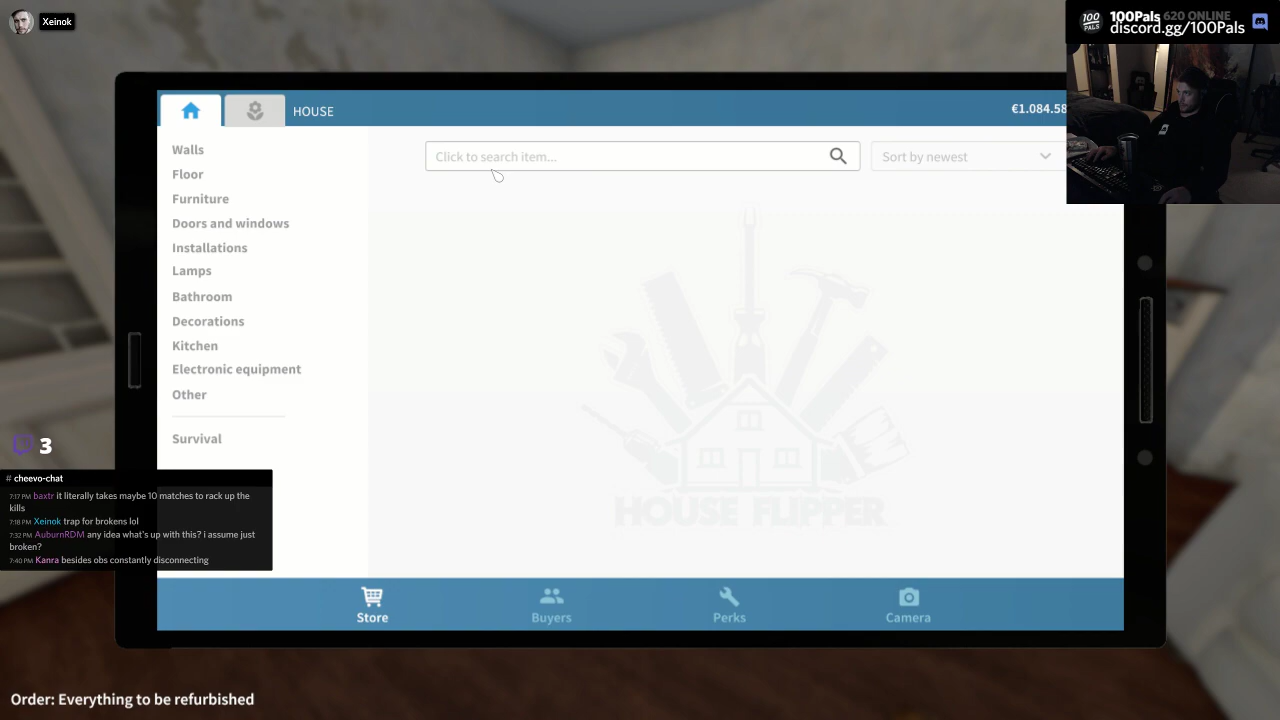 Xeinok
100Pals 620 ONLINE
discord.gg/100Pals
100
PALS
HOUSE
€1.084.58
Click to search item...
Sort by newest
Walls
Floor
Furniture
Doors and windows
Installations
Lamps
Bathroom
Decorations
Kitchen
Electronic equipment
Other
Survival
HOUSE FLIPPER
3
# cheevo-chat
7:17 PM baxtr it literally takes maybe 10 matches to rack up the
kills
7:18 PM Xeinok trap for brokens lol
7:32 PM AuburnRDM any idea what's up with this? i assume just
broken?
7:40 PM Kanra besides obs constantly disconnecting
Store
Buyers
Perks
Camera
Order: Everything to be refurbished